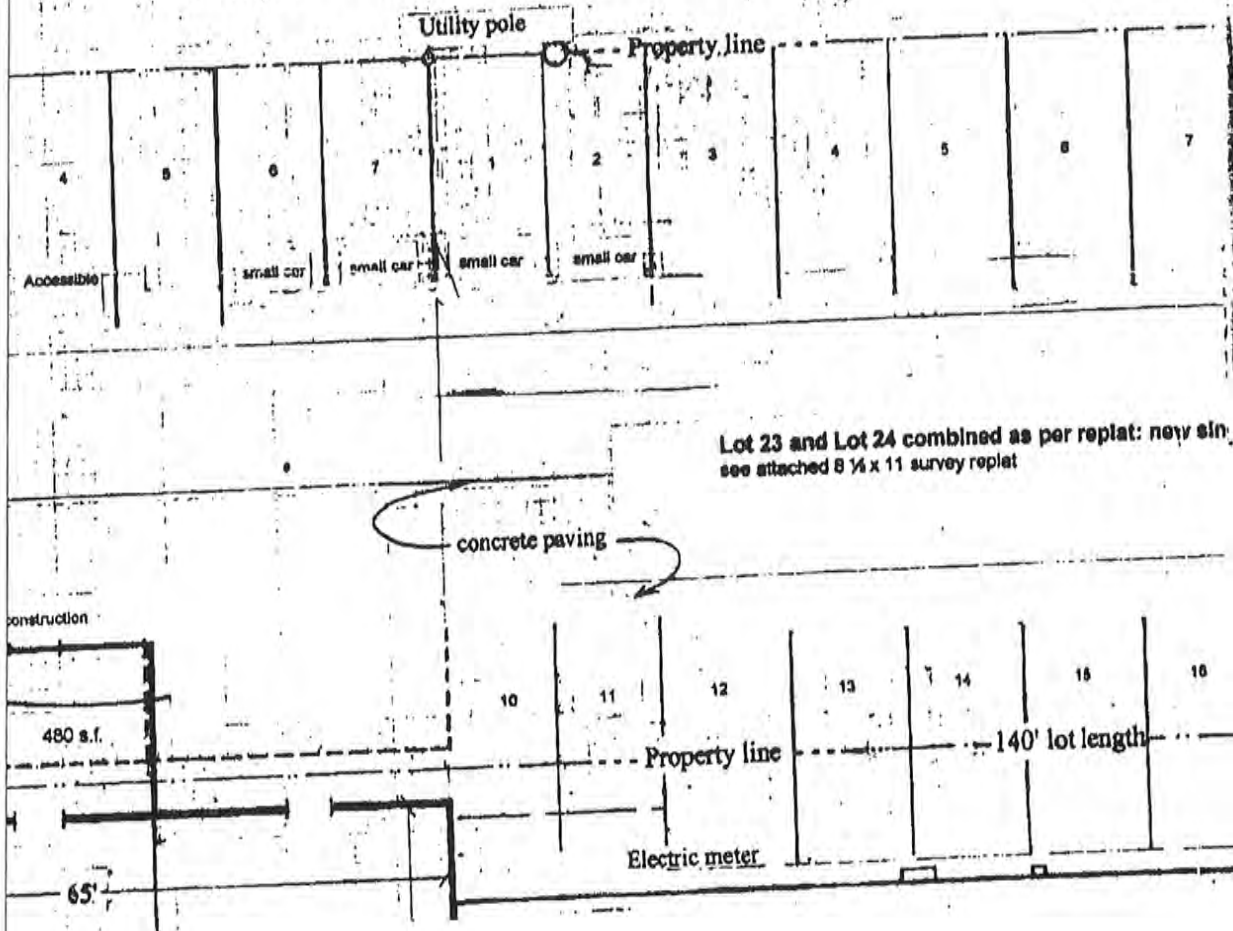 Utility pole
Property line
4
5
6
7
1
2
3
4
5
6
7
Accessible
small car
small car
small car
small car
Lot 23 and Lot 24 combined as per replat: new sin
see attached 8 ½ x 11 survey replat
concrete paving
construction
480 s.f.
10
11
12
13
14
15
16
Property line
140' lot length
Electric meter
65'